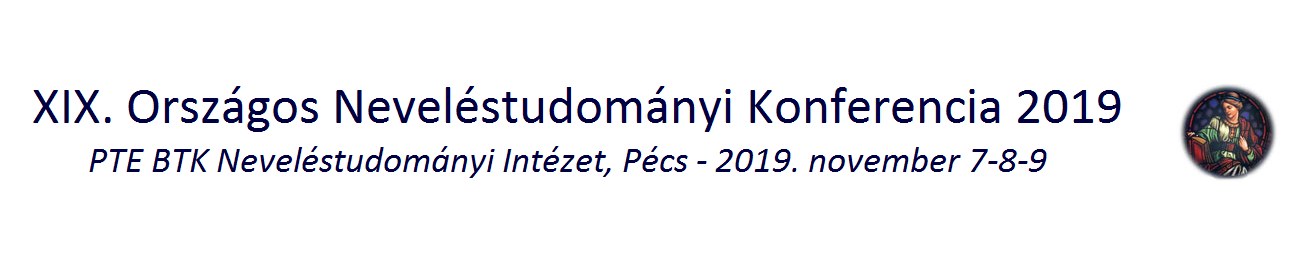 XIX. Országos Neveléstudományi Konferencia 2019
PTE BTK Neveléstudományi Intézet, Pécs - 2019. november 7-8-9